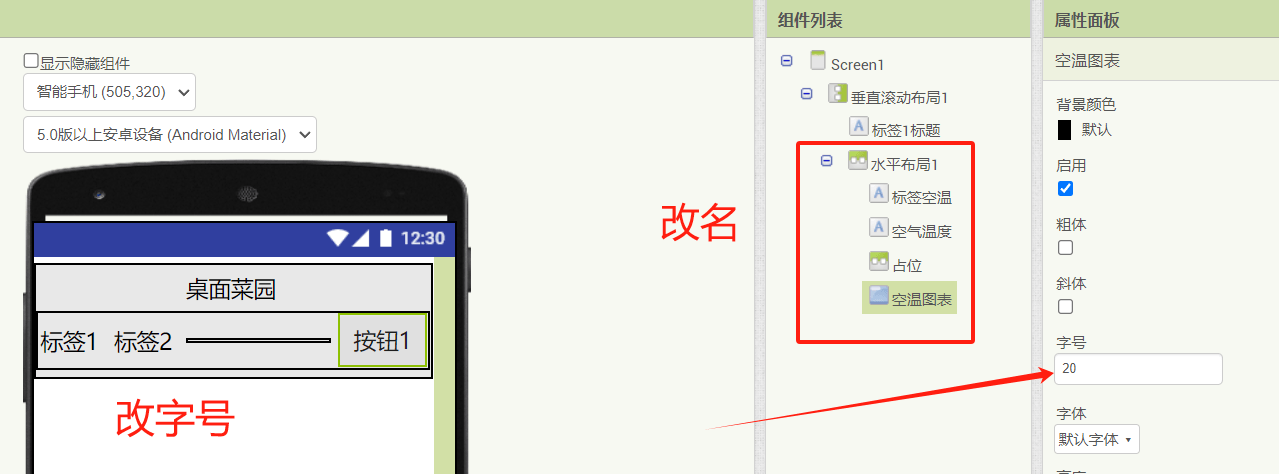 组件列表
属性面板
显示隐藏组件
智能手机 (505,320)
5.0版以上安卓设备 (Android Material)
12:30
桌面菜园
标签1 标签2 按钮1
改字号
改名
Screen1
垂直滚动布局1
标签1标题
水平布局1
标签空温
空气温度
占位
空温图表
空温图表
背景颜色
默认
启用
粗体
斜体
字号
20
字体
默认字体